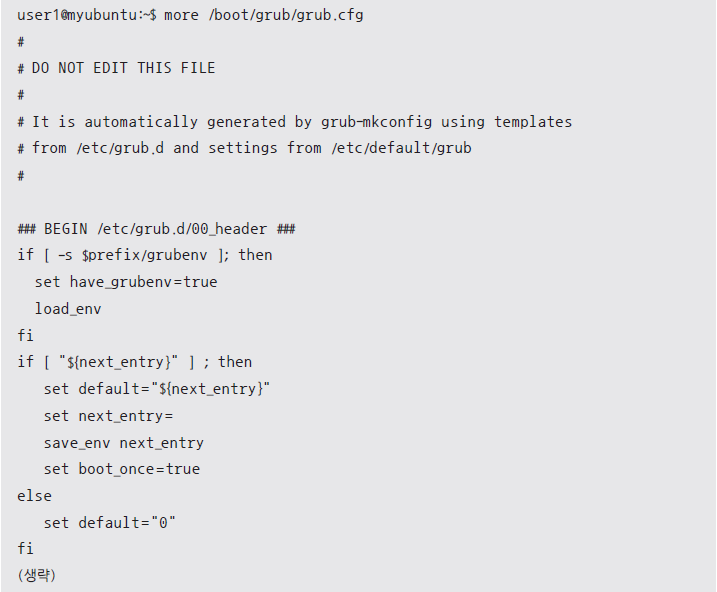 user1@myubuntu:~$ more /boot/grub/grub.cfg
#
# DO NOT EDIT THIS FILE
#
# It is automatically generated by grub-mkconfig using templates
# from /etc/grub.d and settings from /etc/default/grub
#

### BEGIN /etc/grub.d/00_header ###
if [ -s $prefix/grubenv ]; then
  set have_grubenv=true
  load_env
fi
if [ "${next_entry}" ] ; then
   set default="${next_entry}"
   set next_entry=
   save_env next_entry
   set boot_once=true
else
   set default="0"
fi
(생략)